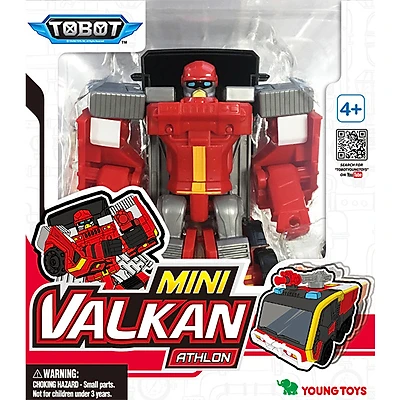 TOBOT
TM
4+
SEARCH FOR
"TOBOTYOUNGTOYS"
ON YouTube
MINI
VALKAN
ATHLON
WARNING:
CHOKING HAZARD - Small parts.
Not for children under 3 years.
YOUNG TOYS